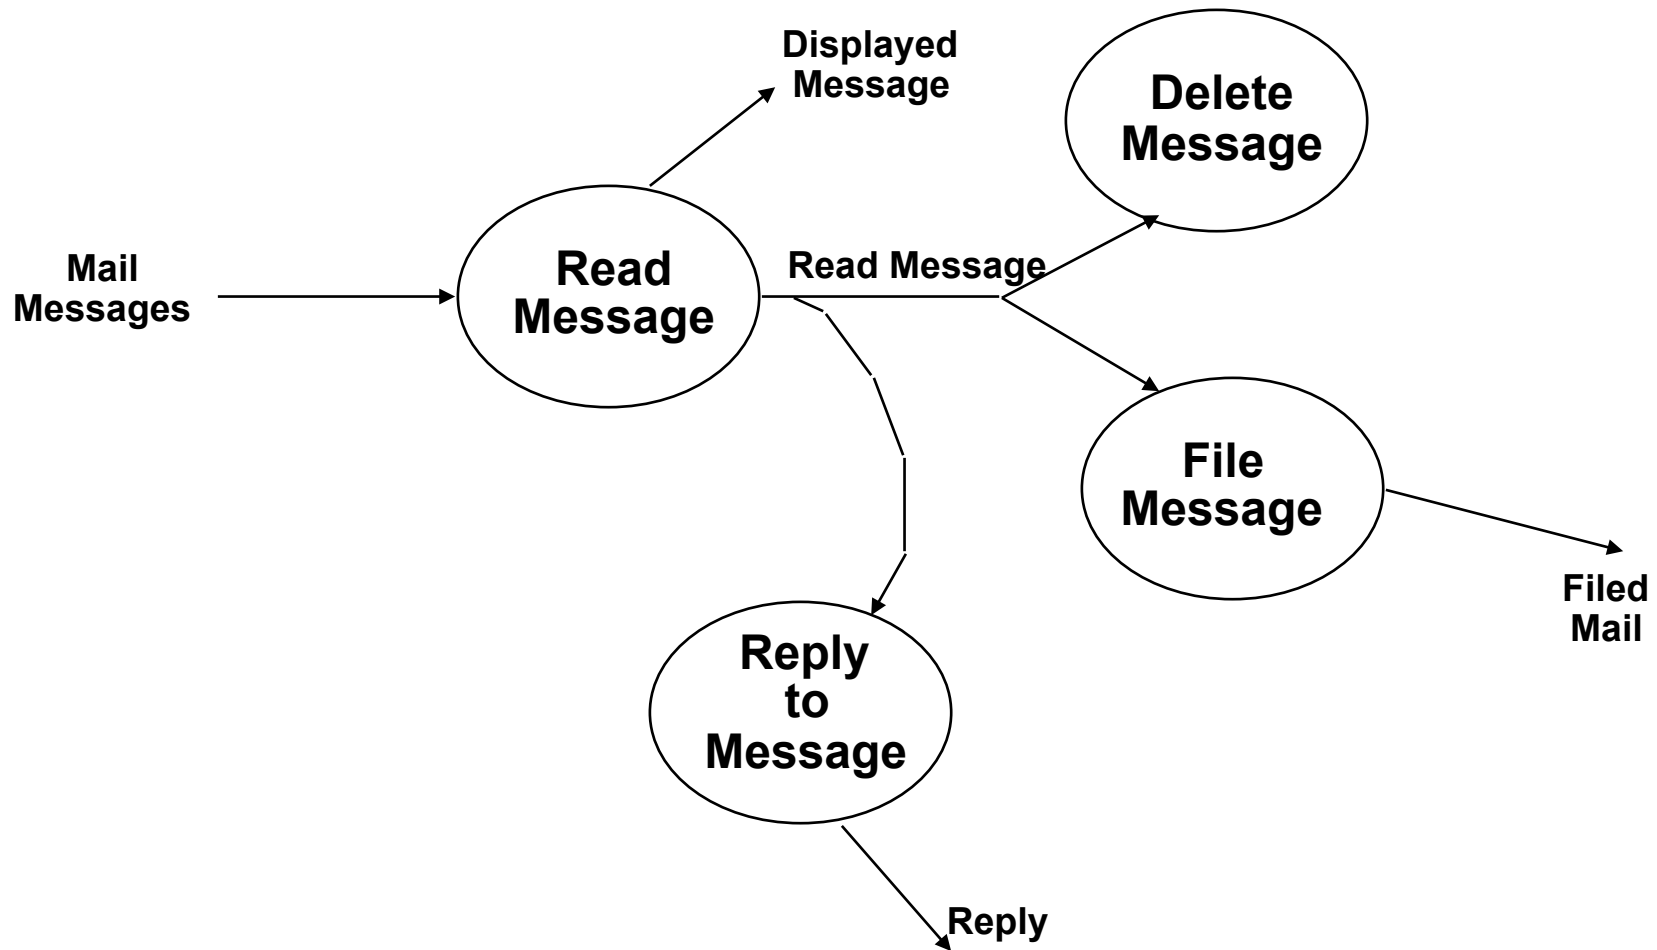 Displayed
Message
Delete
Message
Mail
Messages
Read
Message
Read Message
File
Message
Filed
Mail
Reply
to
Message
Reply